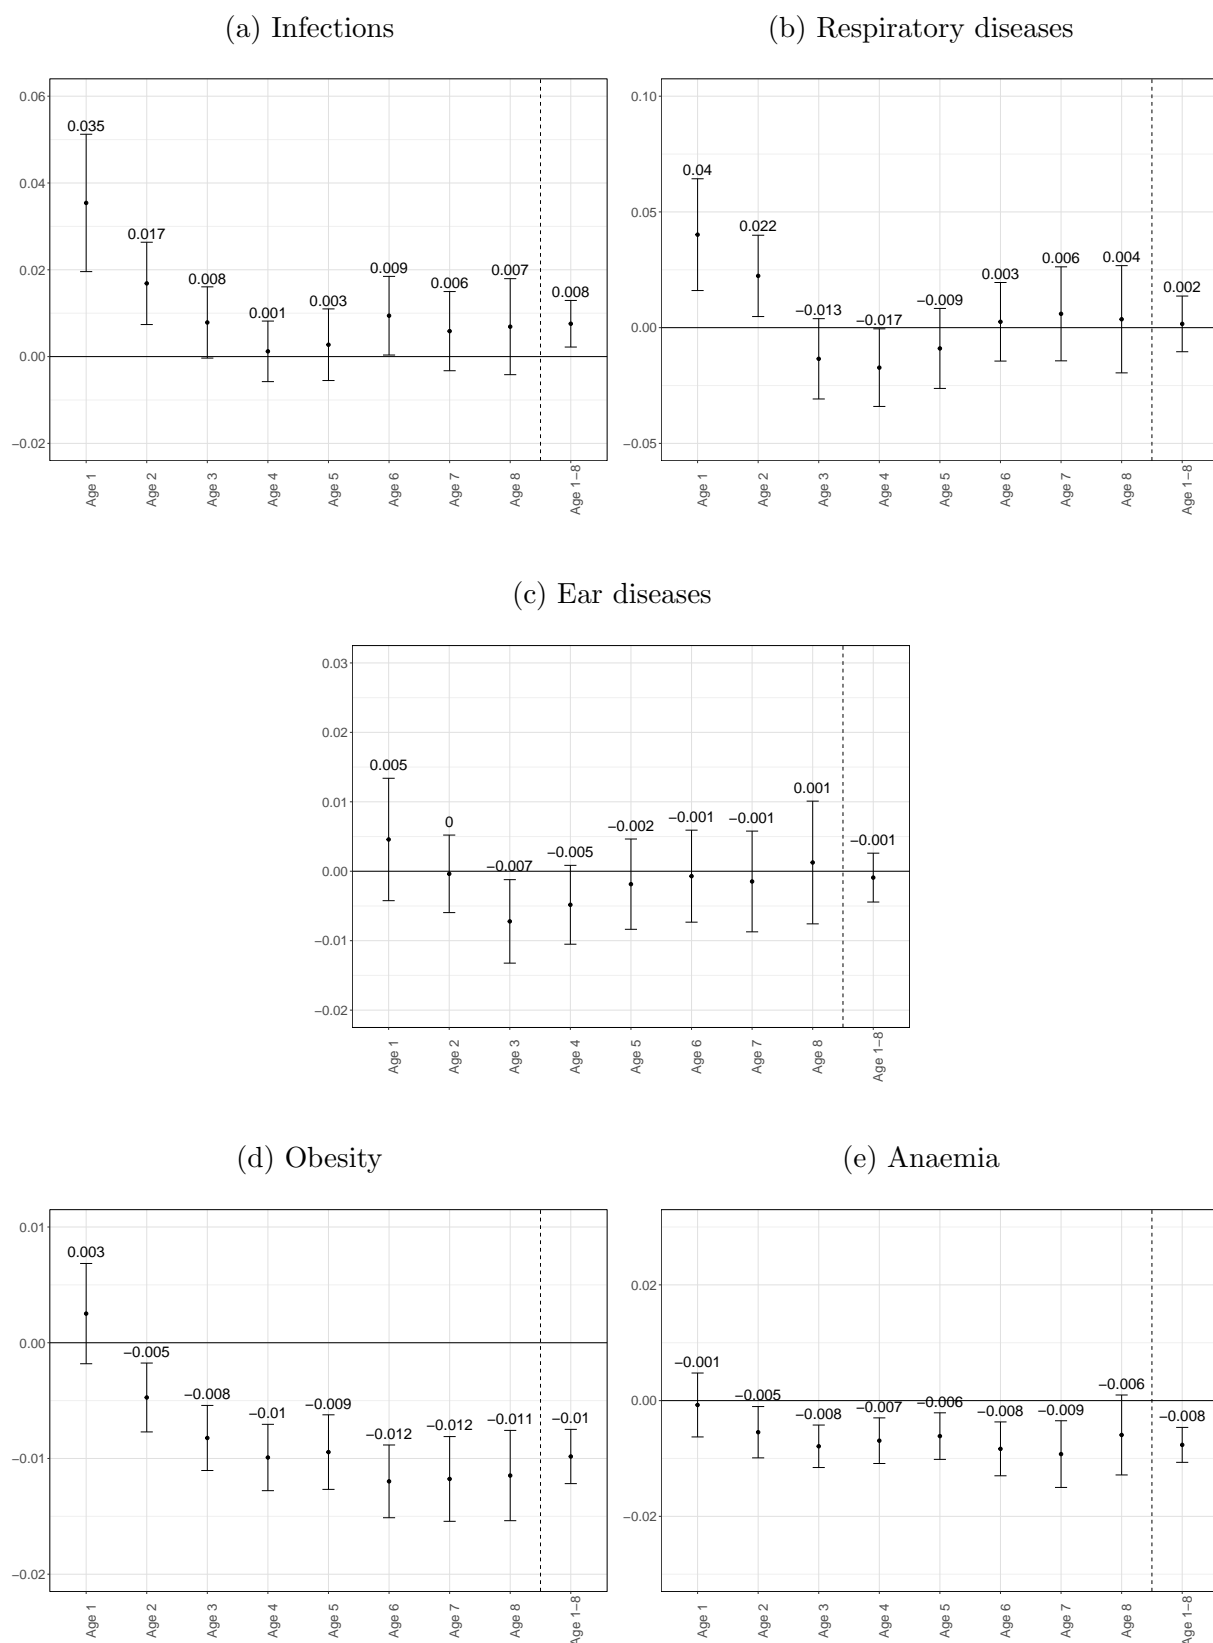 (a) Infections
0.06
0.04
0.02
0.00
−0.02
0.035
0.017
0.008
0.001
0.003
0.009
0.006
0.007
0.008
Age 1
Age 2
Age 3
Age 4
Age 5
Age 6
Age 7
Age 8
Age 1−8
(b) Respiratory diseases
0.10
0.05
0.00
−0.05
0.04
0.022
−0.013
−0.017
−0.009
0.003
0.006
0.004
0.002
Age 1
Age 2
Age 3
Age 4
Age 5
Age 6
Age 7
Age 8
Age 1−8
(c) Ear diseases
0.03
0.02
0.01
0.00
−0.01
−0.02
0.005
0
−0.007
−0.005
−0.002
−0.001
−0.001
0.001
−0.001
Age 1
Age 2
Age 3
Age 4
Age 5
Age 6
Age 7
Age 8
Age 1−8
(d) Obesity
0.01
0.00
−0.01
−0.02
0.003
−0.005
−0.008
−0.01
−0.009
−0.012
−0.012
−0.011
−0.01
Age 1
Age 2
Age 3
Age 4
Age 5
Age 6
Age 7
Age 8
Age 1−8
(e) Anaemia
0.02
0.00
−0.02
−0.001
−0.005
−0.008
−0.007
−0.006
−0.008
−0.009
−0.006
−0.008
Age 1
Age 2
Age 3
Age 4
Age 5
Age 6
Age 7
Age 8
Age 1−8